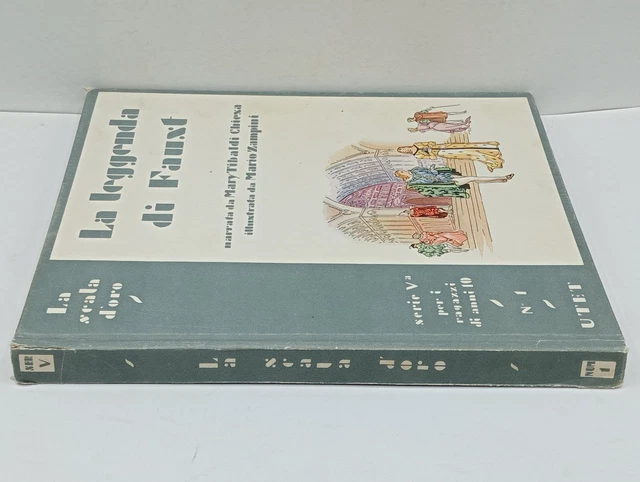 La leggenda
di Faust
narrata da Mary Tibaldi Chiesa
illustrata da Mario Zampini
La
scala
d'oro
serie Vª
per i
ragazzi
di anni 10
N° 1
UTET
SER
V
La scala d'oro
NUM
1